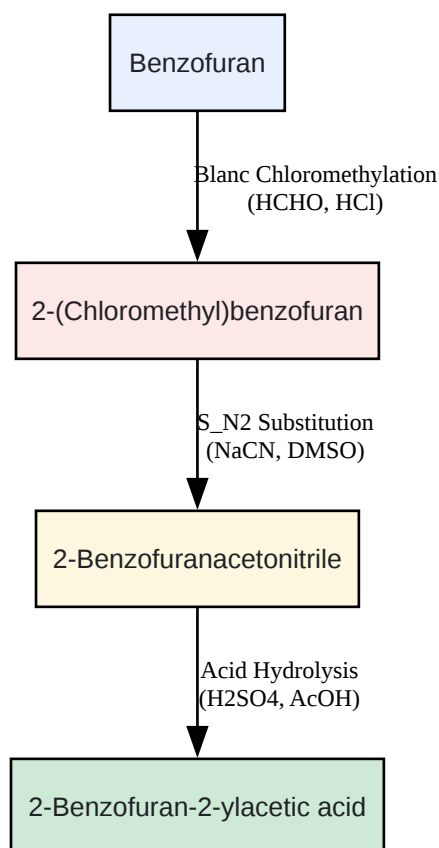 Benzofuran
Blanc Chloromethylation
(HCHO, HCl)
2-(Chloromethyl)benzofuran
S_N2 Substitution
(NaCN, DMSO)
2-Benzofuranacetonitrile
Acid Hydrolysis
(H2SO4, AcOH)
2-Benzofuran-2-ylacetic acid